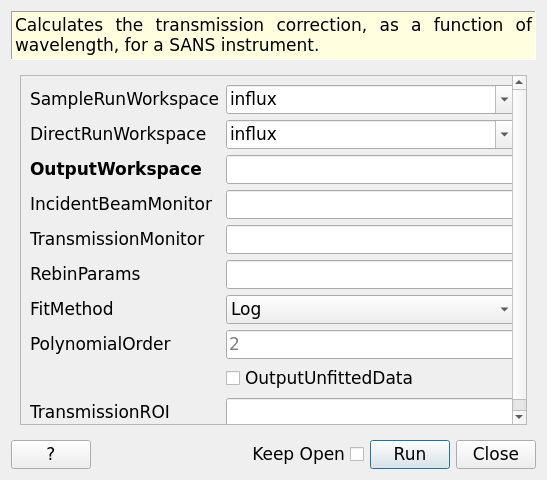 Calculates the transmission correction, as a function of
wavelength, for a SANS instrument.
SampleRunWorkspace influx
DirectRunWorkspace influx
OutputWorkspace
IncidentBeamMonitor
TransmissionMonitor
RebinParams
FitMethod Log
PolynomialOrder 2
OutputUnfittedData
TransmissionROI
? Keep Open Run Close